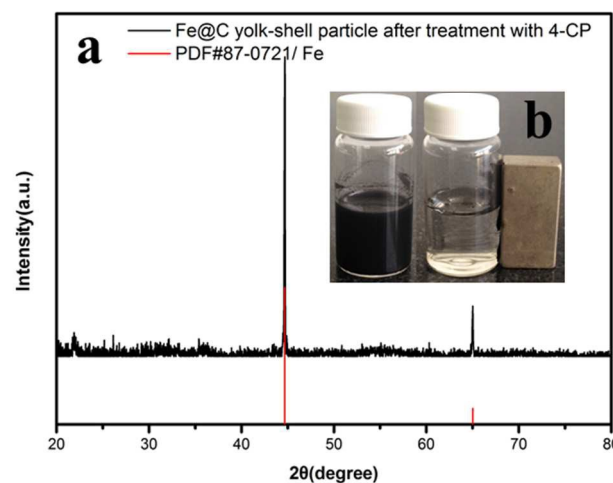 a
Fe@C yolk-shell particle after treatment with 4-CP
PDF#87-0721/ Fe
b
Intensity(a.u.)
20 30 40 50 60 70 80
2θ(degree)